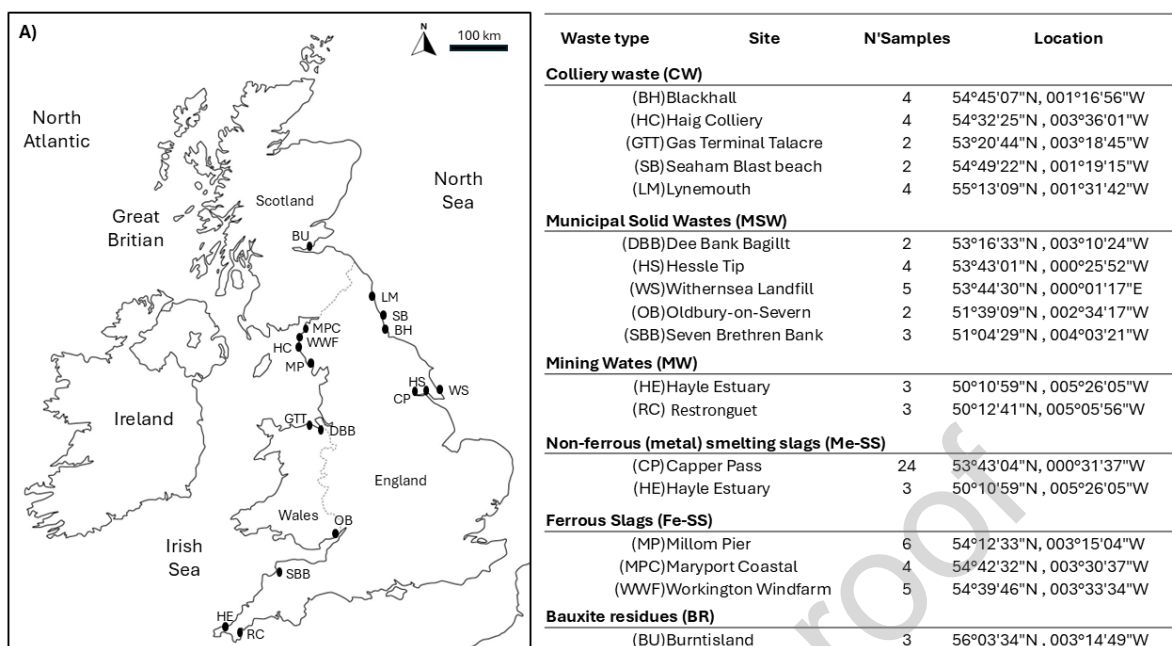 A)
N
100 km
North
Atlantic
North
Sea
Scotland
Great
Britian
BU
LM
SB
BH
MPC
WWF
HC
MP
HS
WS
CP
Ireland
GTT
DBB
England
Wales
OB
Irish
Sea
SBB
HE
RC
Waste type Site N'Samples Location
Colliery waste (CW)
(BH)Blackhall 4 54°45'07"N, 001°16'56"W
(HC)Haig Colliery 4 54°32'25"N , 003°36'01"W
(GTT)Gas Terminal Talacre 2 53°20'44"N , 003°18'45"W
(SB)Seaham Blast beach 2 54°49'22"N , 001°19'15"W
(LM)Lynemouth 4 55°13'09"N , 001°31'42"W
Municipal Solid Wastes (MSW)
(DBB)Dee Bank Bagillt 2 53°16'33"N , 003°10'24"W
(HS)Hessle Tip 4 53°43'01"N , 000°25'52"W
(WS)Withernsea Landfill 5 53°44'30"N , 000°01'17"E
(OB)Oldbury-on-Severn 2 51°39'09"N , 002°34'17"W
(SBB)Seven Brethren Bank 3 51°04'29"N , 004°03'21"W
Mining Wates (MW)
(HE)Hayle Estuary 3 50°10'59"N , 005°26'05"W
(RC) Restronguet 3 50°12'41"N , 005°05'56"W
Non-ferrous (metal) smelting slags (Me-SS)
(CP)Capper Pass 24 53°43'04"N, 000°31'37"W
(HE)Hayle Estuary 3 50°10'59"N , 005°26'05"W
Ferrous Slags (Fe-SS)
(MP)Millom Pier 6 54°12'33"N , 003°15'04"W
(MPC)Maryport Coastal 4 54°42'32"N , 003°30'37"W
(WWF)Workington Windfarm 5 54°39'46"N , 003°33'34"W
Bauxite residues (BR)
(BU)Burntisland 3 56°03'34"N , 003°14'49"W
roof